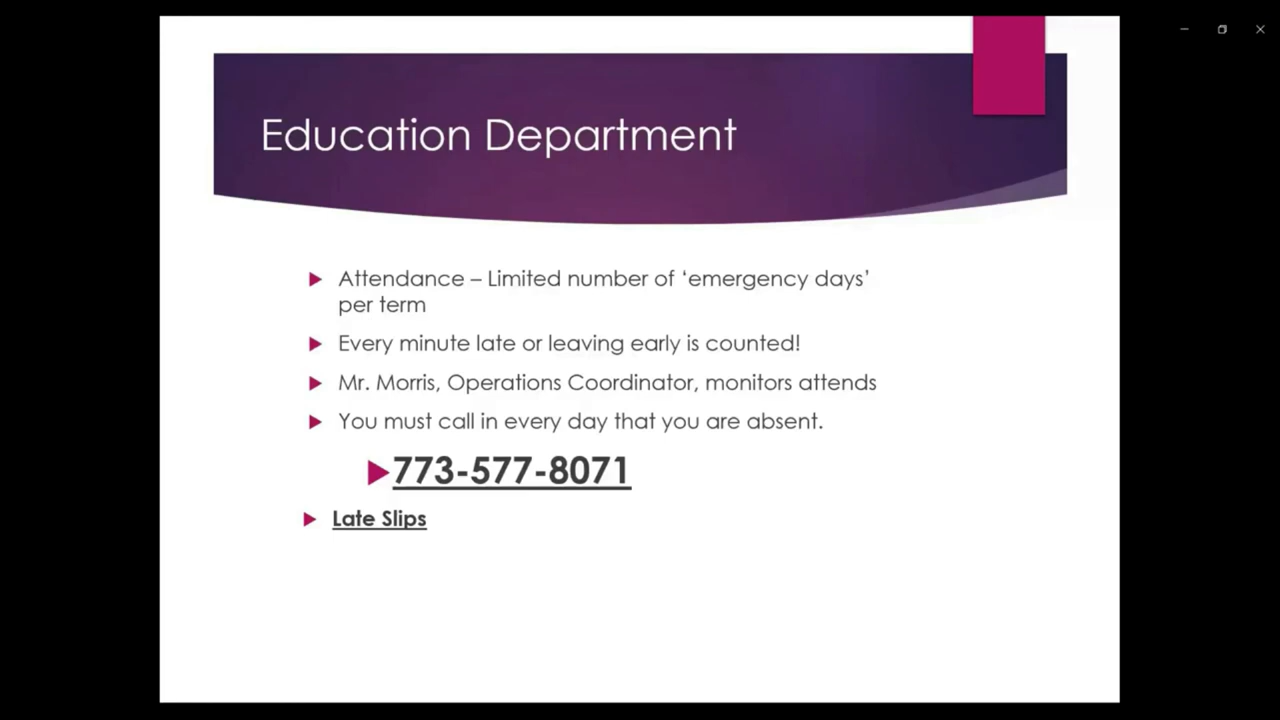 Education Department
Attendance – Limited number of ‘emergency days’
per term
Every minute late or leaving early is counted!
Mr. Morris, Operations Coordinator, monitors attends
You must call in every day that you are absent.
773-577-8071
Late Slips